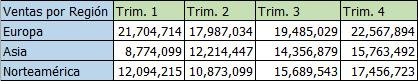 Ventas por Región Trim. 1 Trim. 2 Trim. 3 Trim. 4
Europa 21,704,714 17,987,034 19,485,029 22,567,894
Asia 8,774,099 12,214,447 14,356,879 15,763,492
Norteamérica 12,094,215 10,873,099 15,689,543 17,456,723